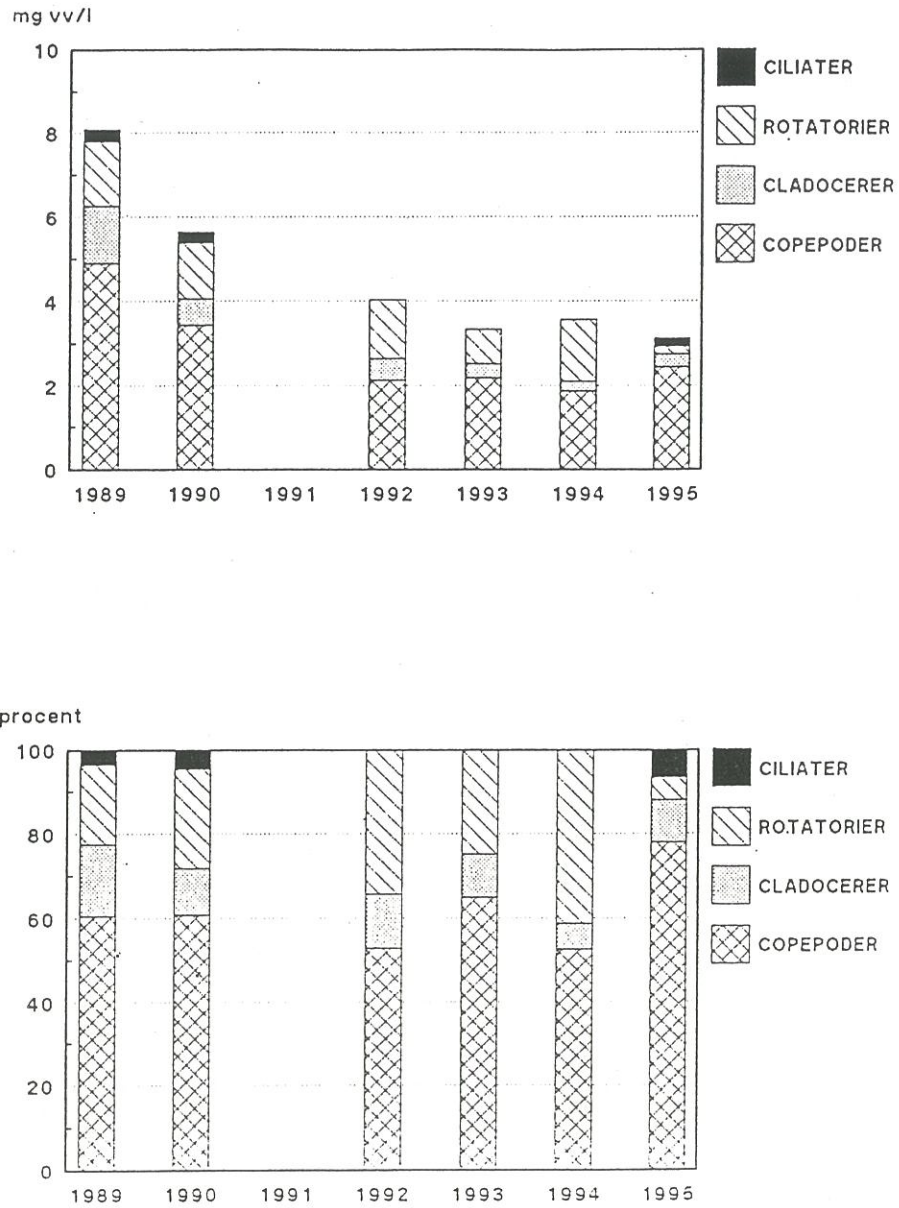 mg vv/l
10
8
6
4
2
0
1989 1990 1991 1992 1993 1994 1995
CILIATER
ROTATORIER
CLADOCERER
COPEPODER
procent
100
80
60
40
20
0
1989 1990 1991 1992 1993 1994 1995
CILIATER
ROTATORIER
CLADOCERER
COPEPODER